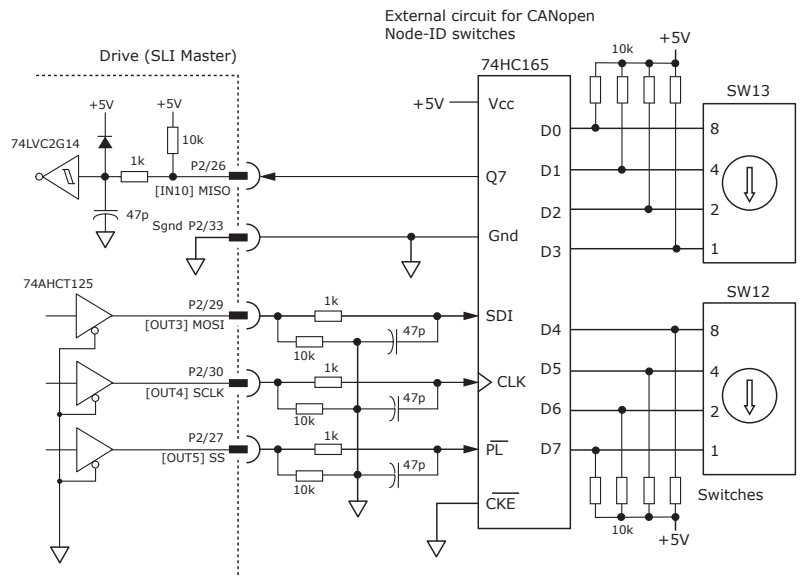 External circuit for CANopen
Node-ID switches
Drive (SLI Master)
74HC165
10k
+5V
SW13
+5V
+5V
+5V
Vcc
74LVC2G14
1k
10k
P2/26
[IN10] MISO
Q7
D0
8
D1
4
D2
2
D3
1
47p
Sgnd P2/33
Gnd
74AHCT125
SW12
P2/29
[OUT3] MOSI
1k
10k
47p
SDI
D4
8
P2/30
[OUT4] SCLK
1k
10k
47p
CLK
D5
4
D6
2
P2/27
[OUT5] SS
1k
10k
47p
PL
D7
1
CKE
Switches
10k
+5V